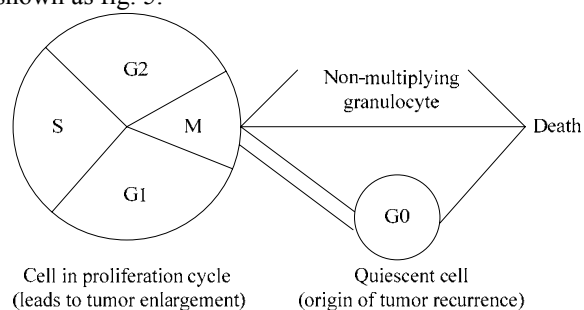 shown as fig. 5.
G2
Non-multiplying
granulocyte
S
M
Death
G1
G0
Cell in proliferation cycle
(leads to tumor enlargement)
Quiescent cell
(origin of tumor recurrence)